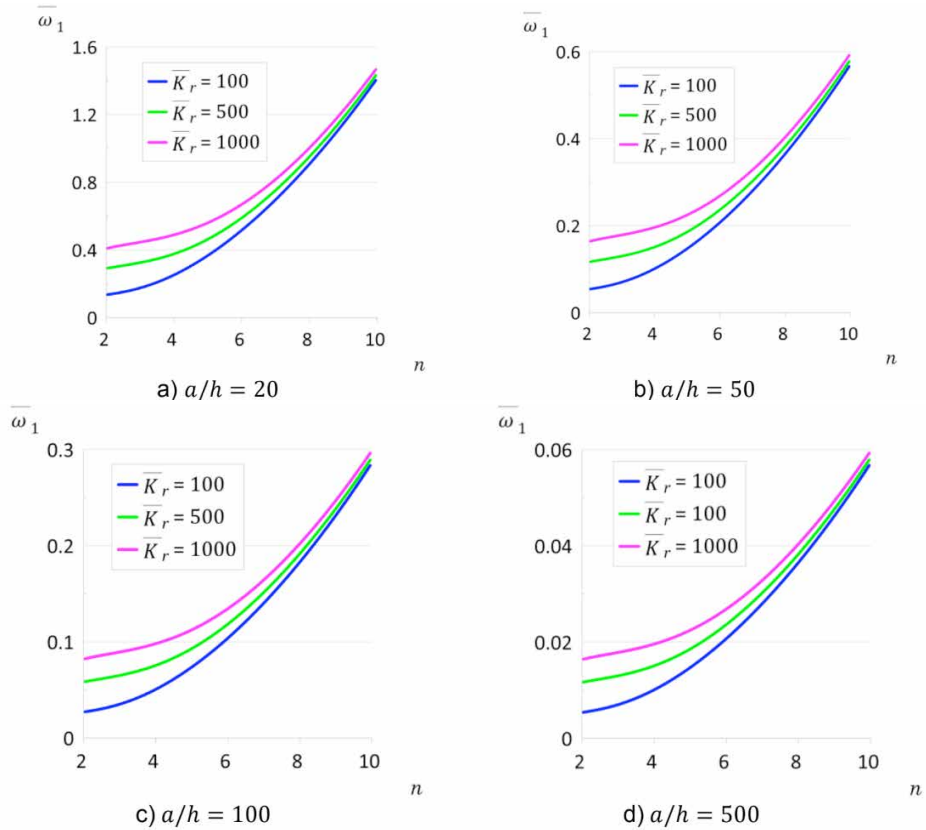 ω̅ 1
1.6
1.2
0.8
0.4
0
K̅ r = 100
K̅ r = 500
K̅ r = 1000
2 4 6 8 10
n
a) a/h = 20
ω̅ 1
0.6
0.4
0.2
0
K̅ r = 100
K̅ r = 500
K̅ r = 1000
2 4 6 8 10
n
b) a/h = 50
ω̅ 1
0.3
0.2
0.1
0
K̅ r = 100
K̅ r = 500
K̅ r = 1000
2 4 6 8 10
n
c) a/h = 100
ω̅ 1
0.06
0.04
0.02
0
K̅ r = 100
K̅ r = 100
K̅ r = 1000
2 4 6 8 10
n
d) a/h = 500